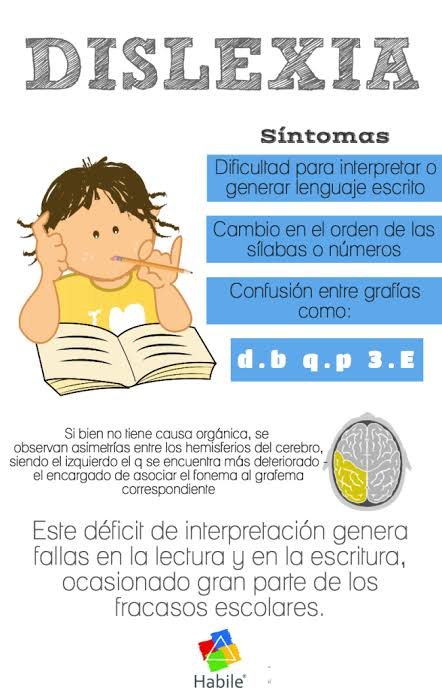 DISLEXIA
Síntomas
Dificultad para interpretar o
generar lenguaje escrito
Cambio en el orden de las
sílabas o números
Confusión entre grafías
como:
d.b q.p 3.E
I
Si bien no tiene causa orgánica, se
observan asimetrías entre los hemisferios del cerebro,
siendo el izquierdo el q se encuentra más deteriorado -
el encargado de asociar el fonema al grafema
correspondiente
Este déficit de interpretación genera
fallas en la lectura y en la escritura,
ocasionado gran parte de los
fracasos escolares.
Habile®